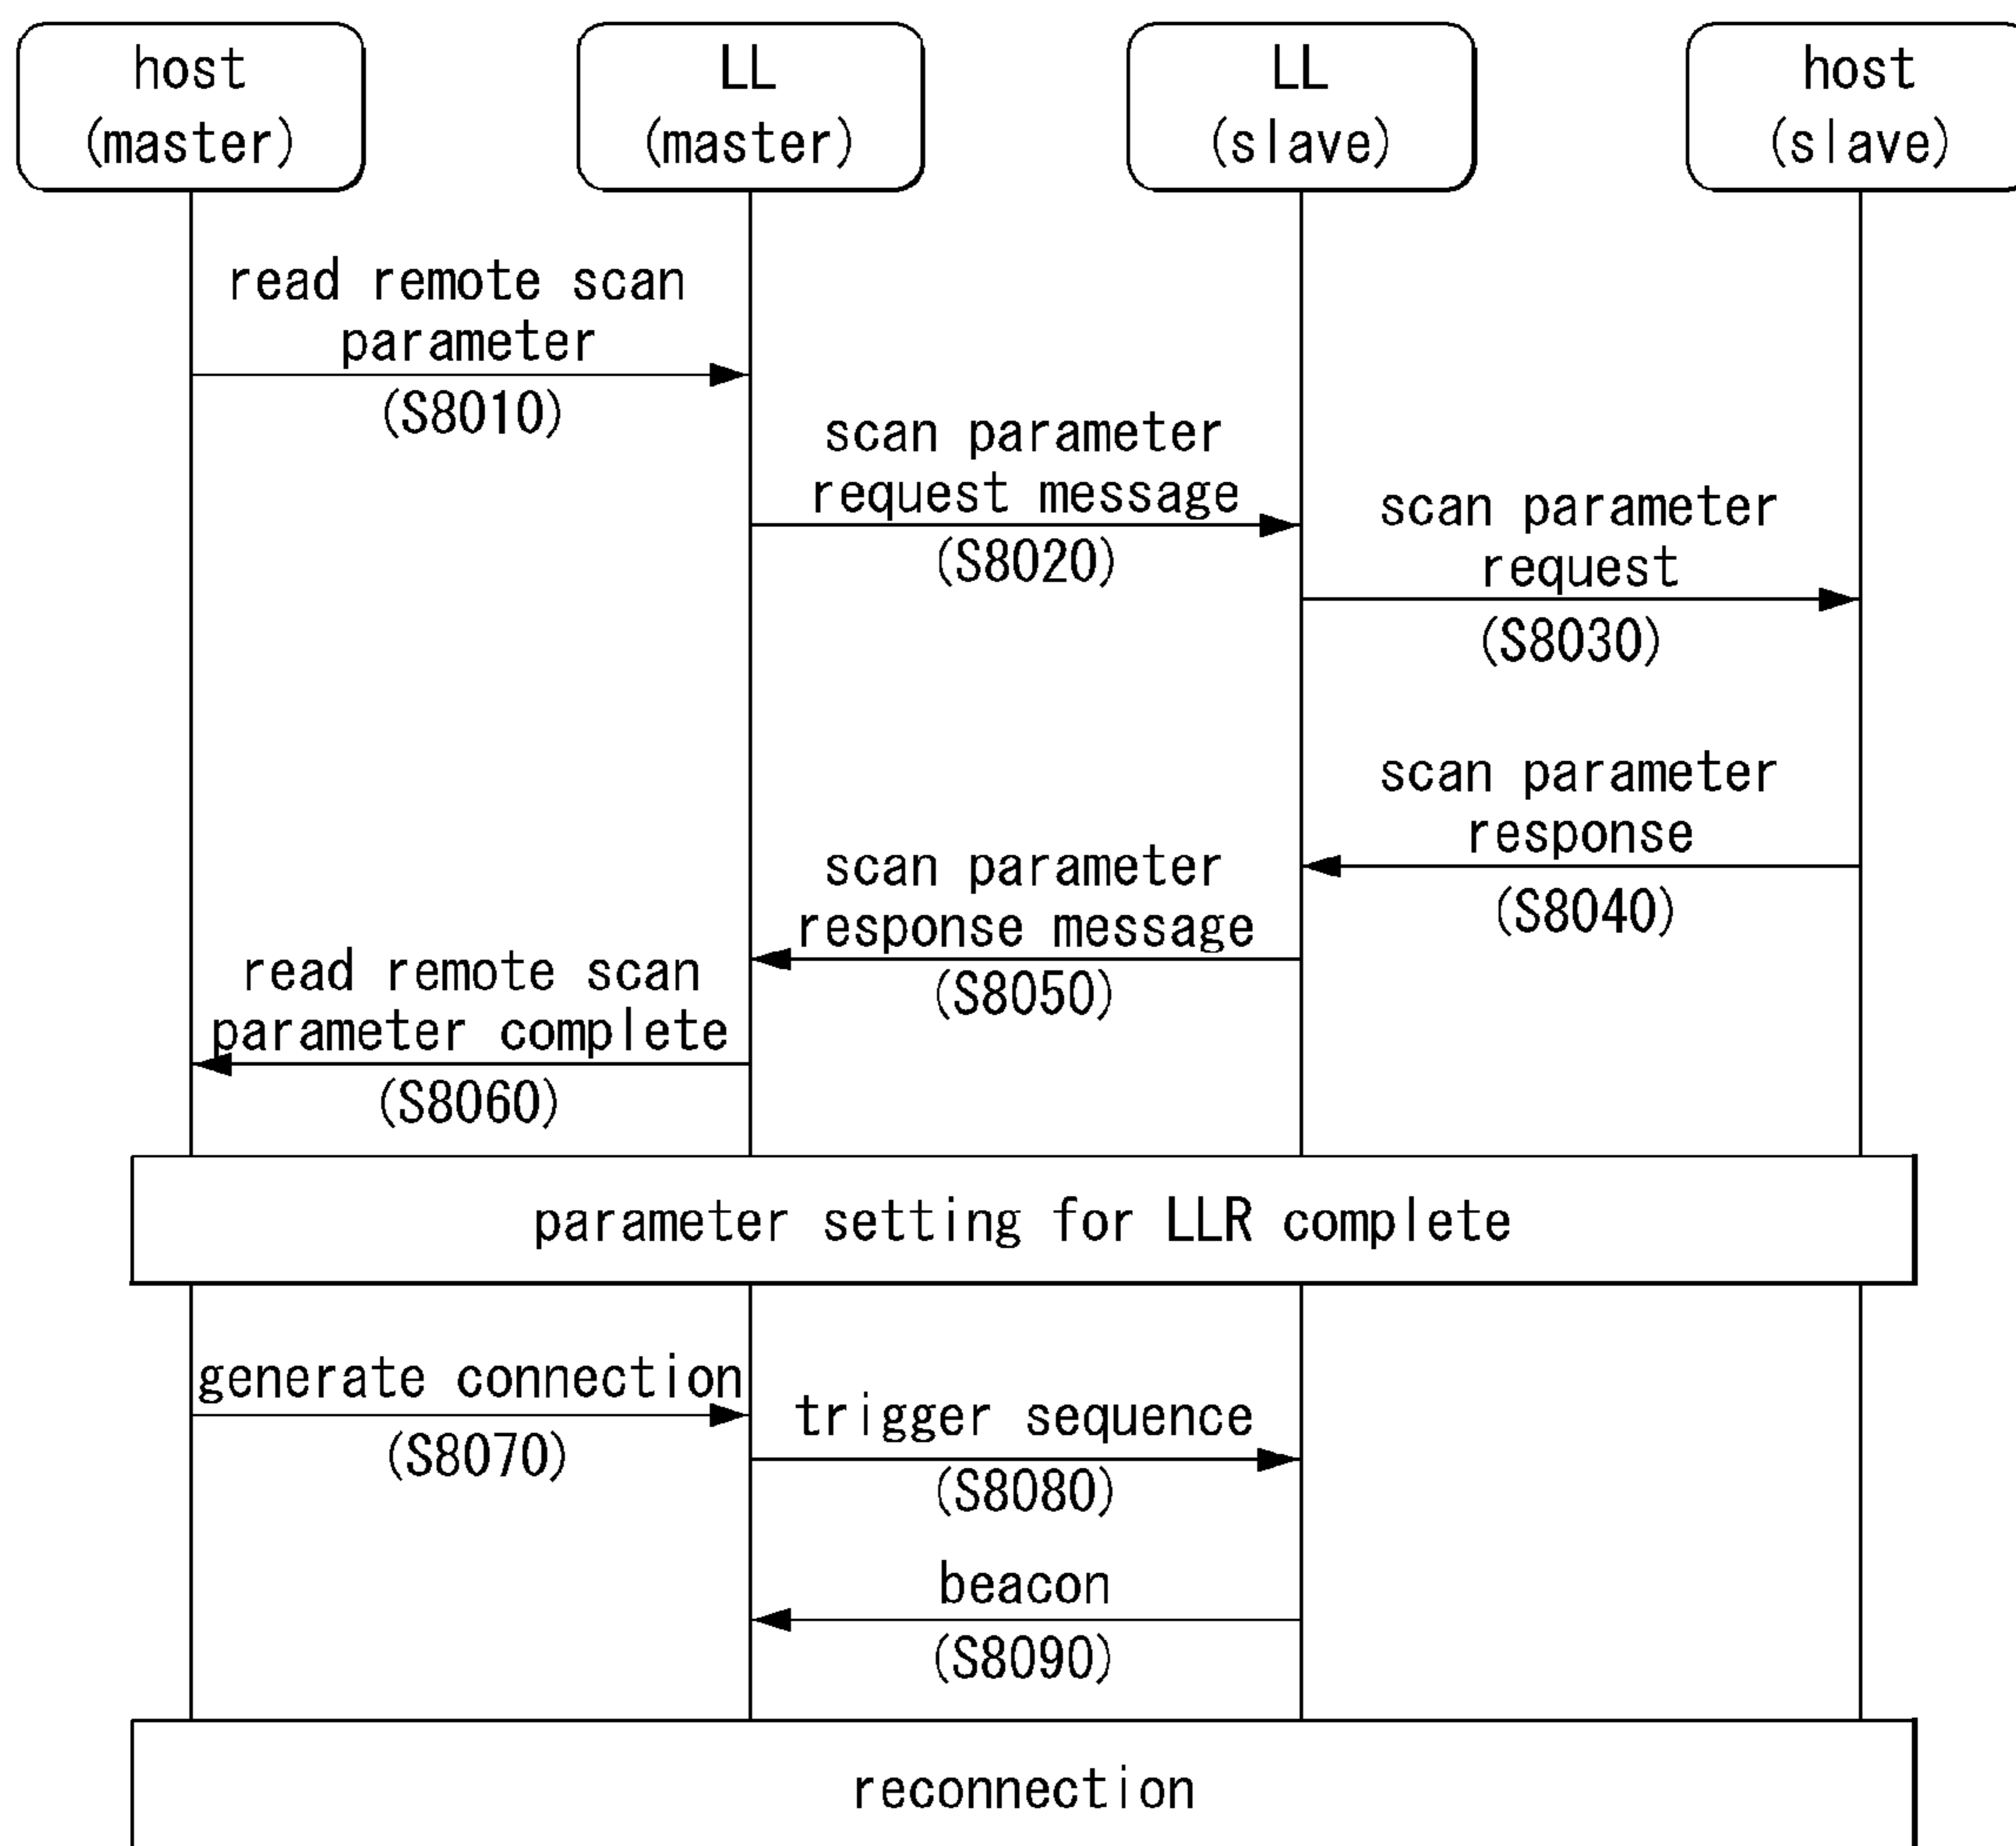 host
(master)
LL
(master)
LL
(slave)
host
(slave)
read remote scan
parameter
(S8010)
scan parameter
request message
(S8020)
scan parameter
request
(S8030)
scan parameter
response
(S8040)
scan parameter
response message
(S8050)
read remote scan
parameter complete
(S8060)
parameter setting for LLR complete
generate connection
(S8070)
trigger sequence
(S8080)
beacon
(S8090)
reconnection